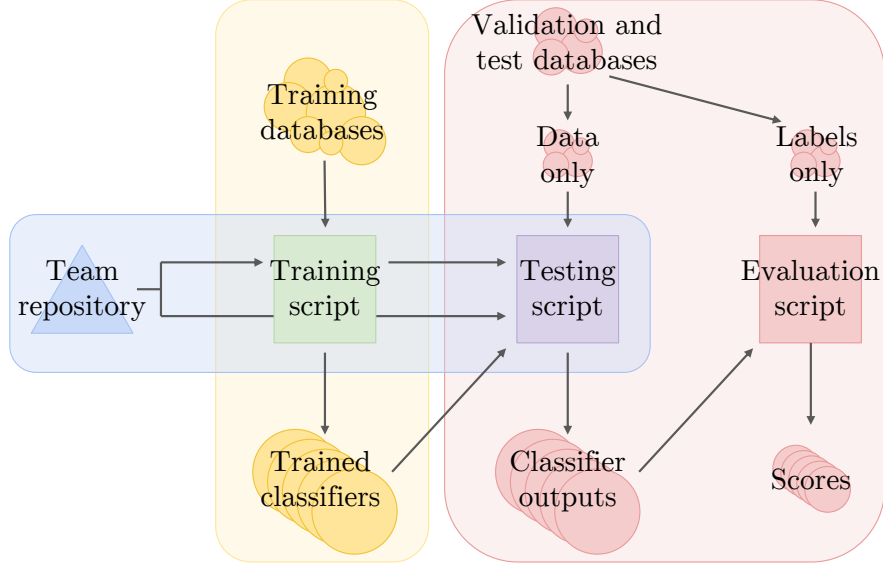 Validation and
test databases
Training
databases
Data
only
Labels
only
Team
repository
Training
script
Testing
script
Evaluation
script
Trained
classifiers
Classifier
outputs
Scores